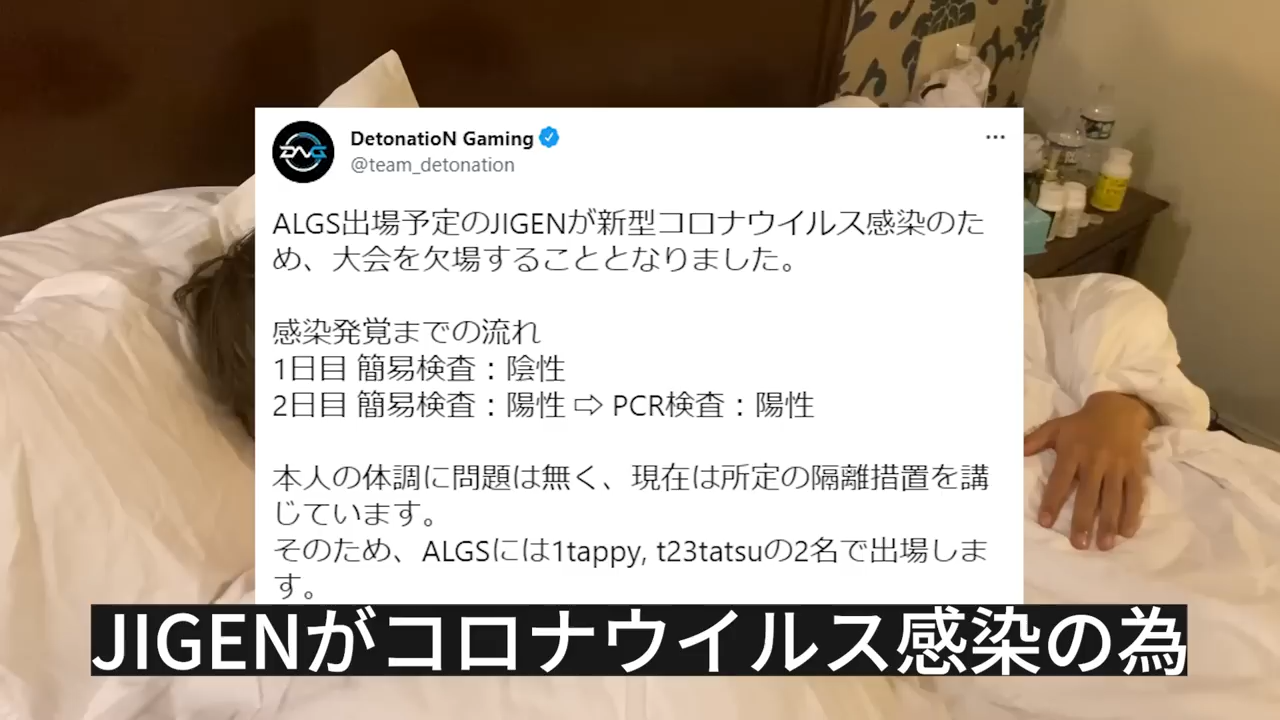 DetonatioN Gaming
@team_detonation
ALGS出場予定のJIGENが新型コロナウイルス感染のた
め、大会を欠場することとなりました。
感染発覚までの流れ
1日目 簡易検査：陰性
2日目 簡易検査：陽性 ⇨ PCR検査：陽性
本人の体調に問題は無く、現在は所定の隔離措置を講
じています。
そのため、ALGSには1tappy, t23tatsuの2名で出場しま
す。
JIGENがコロナウイルス感染の為